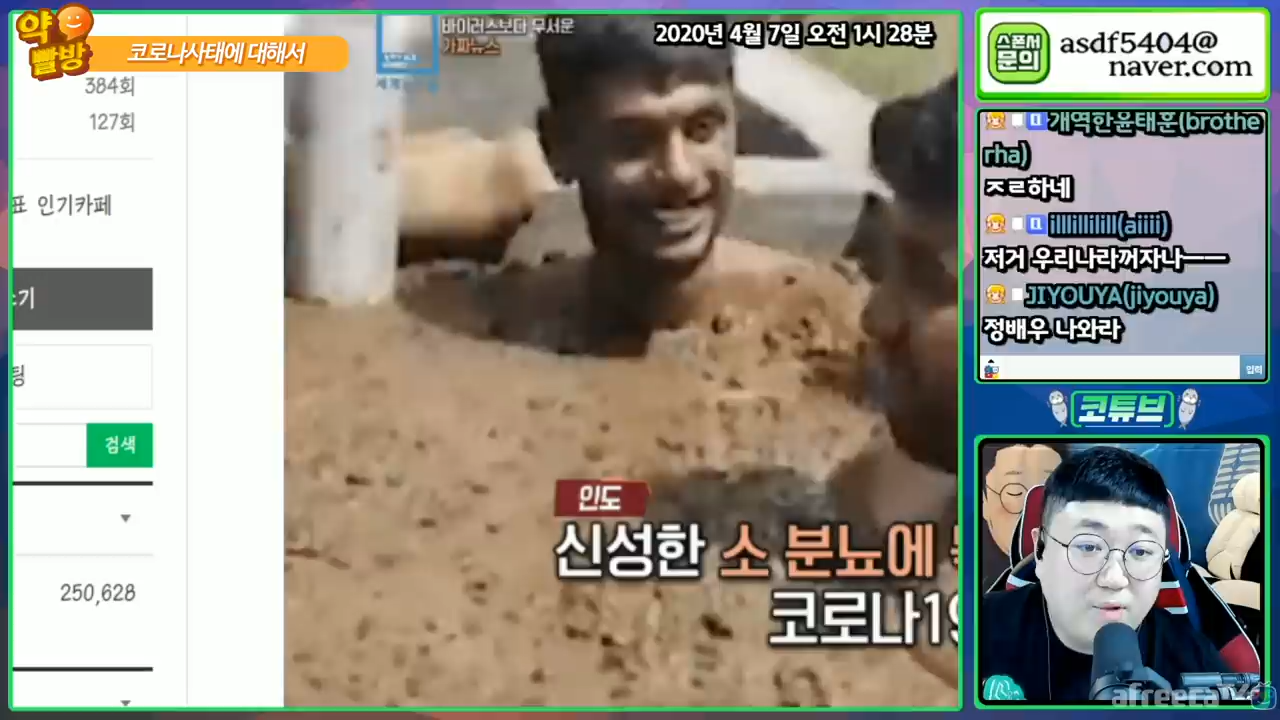 약
빨방
코로나사태에 대해서
384회
127회
표 인기카페
검색
250,628
바이러스보다 무서운
가짜뉴스
2020년 4월 7일 오전 1시 28분
인도
신성한 소 분뇨에
코로나19
스폰서
문의
asdf5404@
naver.com
개역한윤태훈(brothe
rha)
ㅈㄹ하네
저거 우리나라꺼자나ㅡㅡ
JIYOUYA(jiyouya)
정배우 나와라
입력
코튜브
afreecaTV